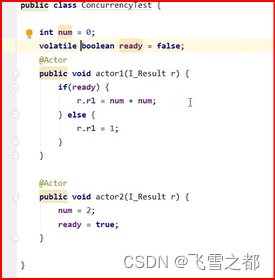 public class ConcurrencyTest {
int num = 0;
volatile boolean ready = false;
@Actor
public void actor1(I_Result r) {
if(ready) {
r.r1 = num + num;
} else {
r.r1 = 1;
}
}
@Actor
public void actor2(I_Result r) {
num = 2;
ready = true;
}
}
CSDN @飞雪之都